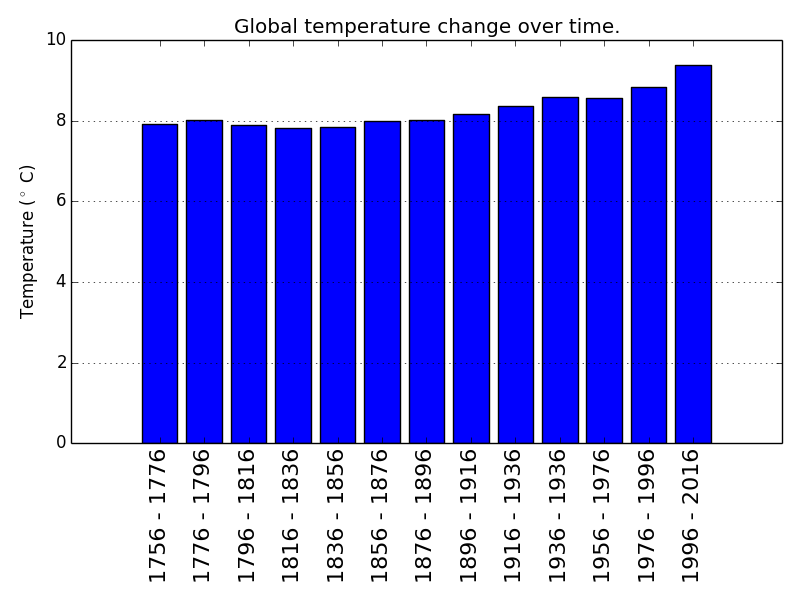 Global temperature change over time.
10
8
6
4
2
0
Temperature (° C)
1756 - 1776
1776 - 1796
1796 - 1816
1816 - 1836
1836 - 1856
1856 - 1876
1876 - 1896
1896 - 1916
1916 - 1936
1936 - 1936
1956 - 1976
1976 - 1996
1996 - 2016